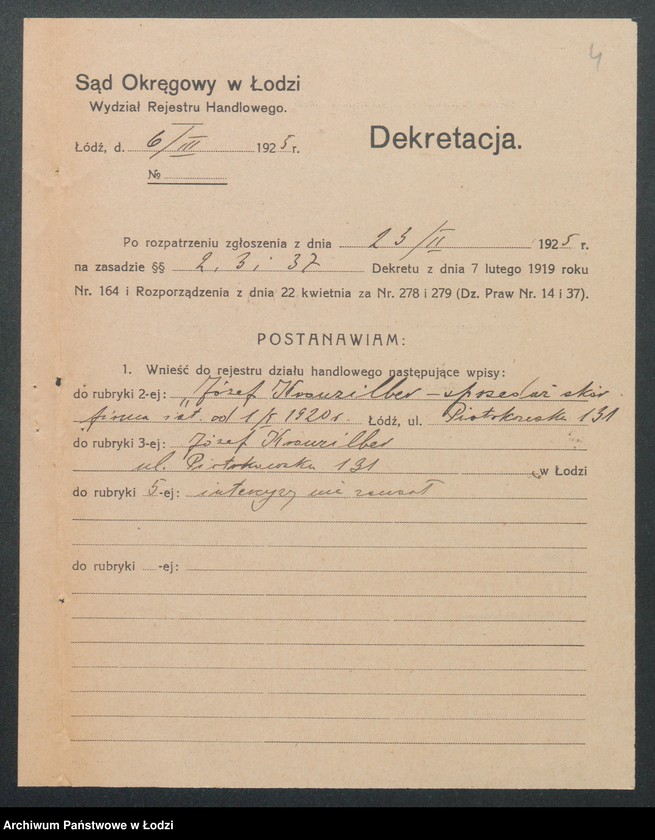 4
Sąd Okręgowy w Łodzi
Wydział Rejestru Handlowego.
Dekretacja.
Łódź, d. 6/III 1925 r.
№
Po rozpatrzeniu zgłoszenia z dnia 23/II 1925 r.
na zasadzie §§ 2, 3 i 37 Dekretu z dnia 7 lutego 1919 roku
Nr. 164 i Rozporządzenia z dnia 22 kwietnia za Nr. 278 i 279 (Dz. Praw Nr. 14 i 37).
POSTANAWIAM:
1. Wnieść do rejestru działu handlowego następujące wpisy:
do rubryki 2-ej: „Józef Kronzilber – sprzedaż skór
firma ist. od 1/X 1920 r. Łódź, ul. Piotrkowska 131
do rubryki 3-ej: Józef Kronzilber
ul. Piotrkowska 131 w Łodzi
do rubryki 5-ej: intercyzy nie zawarł
do rubryki -ej:
Archiwum Państwowe w Łodzi